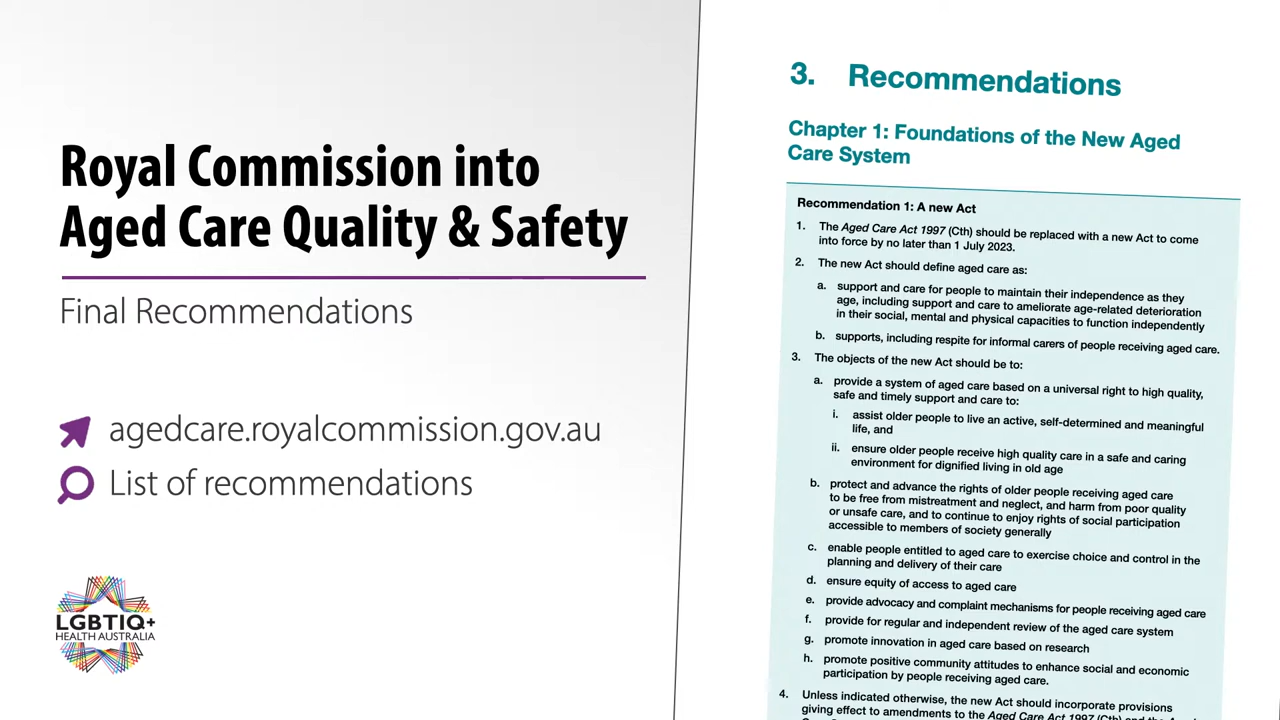 Royal Commission into
Aged Care Quality & Safety
Final Recommendations
agedcare.royalcommission.gov.au
List of recommendations
LGBTIQ+
HEALTH AUSTRALIA
3. Recommendations
Chapter 1: Foundations of the New Aged
Care System
Recommendation 1: A new Act
1. The Aged Care Act 1997 (Cth) should be replaced with a new Act to come
into force by no later than 1 July 2023.
2. The new Act should define aged care as:
a. support and care for people to maintain their independence as they
age, including support and care to ameliorate age-related deterioration
in their social, mental and physical capacities to function independently
b. supports, including respite for informal carers of people receiving aged care.
3. The objects of the new Act should be to:
a. provide a system of aged care based on a universal right to high quality,
safe and timely support and care to:
i. assist older people to live an active, self-determined and meaningful
life, and
ii. ensure older people receive high quality care in a safe and caring
environment for dignified living in old age
b. protect and advance the rights of older people receiving aged care
to be free from mistreatment and neglect, and harm from poor quality
or unsafe care, and to continue to enjoy rights of social participation
accessible to members of society generally
c. enable people entitled to aged care to exercise choice and control in the
planning and delivery of their care
d. ensure equity of access to aged care
e. provide advocacy and complaint mechanisms for people receiving aged care
f. provide for regular and independent review of the aged care system
g. promote innovation in aged care based on research
h. promote positive community attitudes to enhance social and economic
participation by people receiving aged care.
4. Unless indicated otherwise, the new Act should incorporate provisions
giving effect to amendments to the Aged Care Act 1997 (Cth) and the